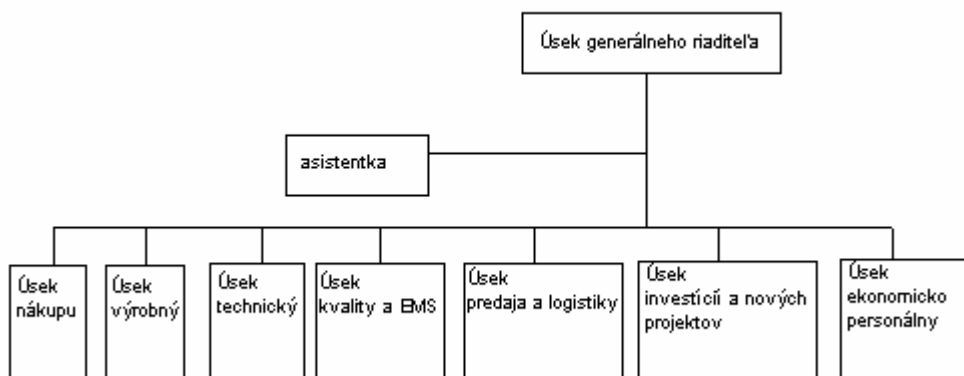 Úsek generálneho riaditeľa
asistentka
Úsek
nákupu
Úsek
výrobný
Úsek
technický
Úsek
kvality a EMS
Úsek
predaja a logistiky
Úsek
investícií a nových
projektov
Úsek
ekonomicko
personálny